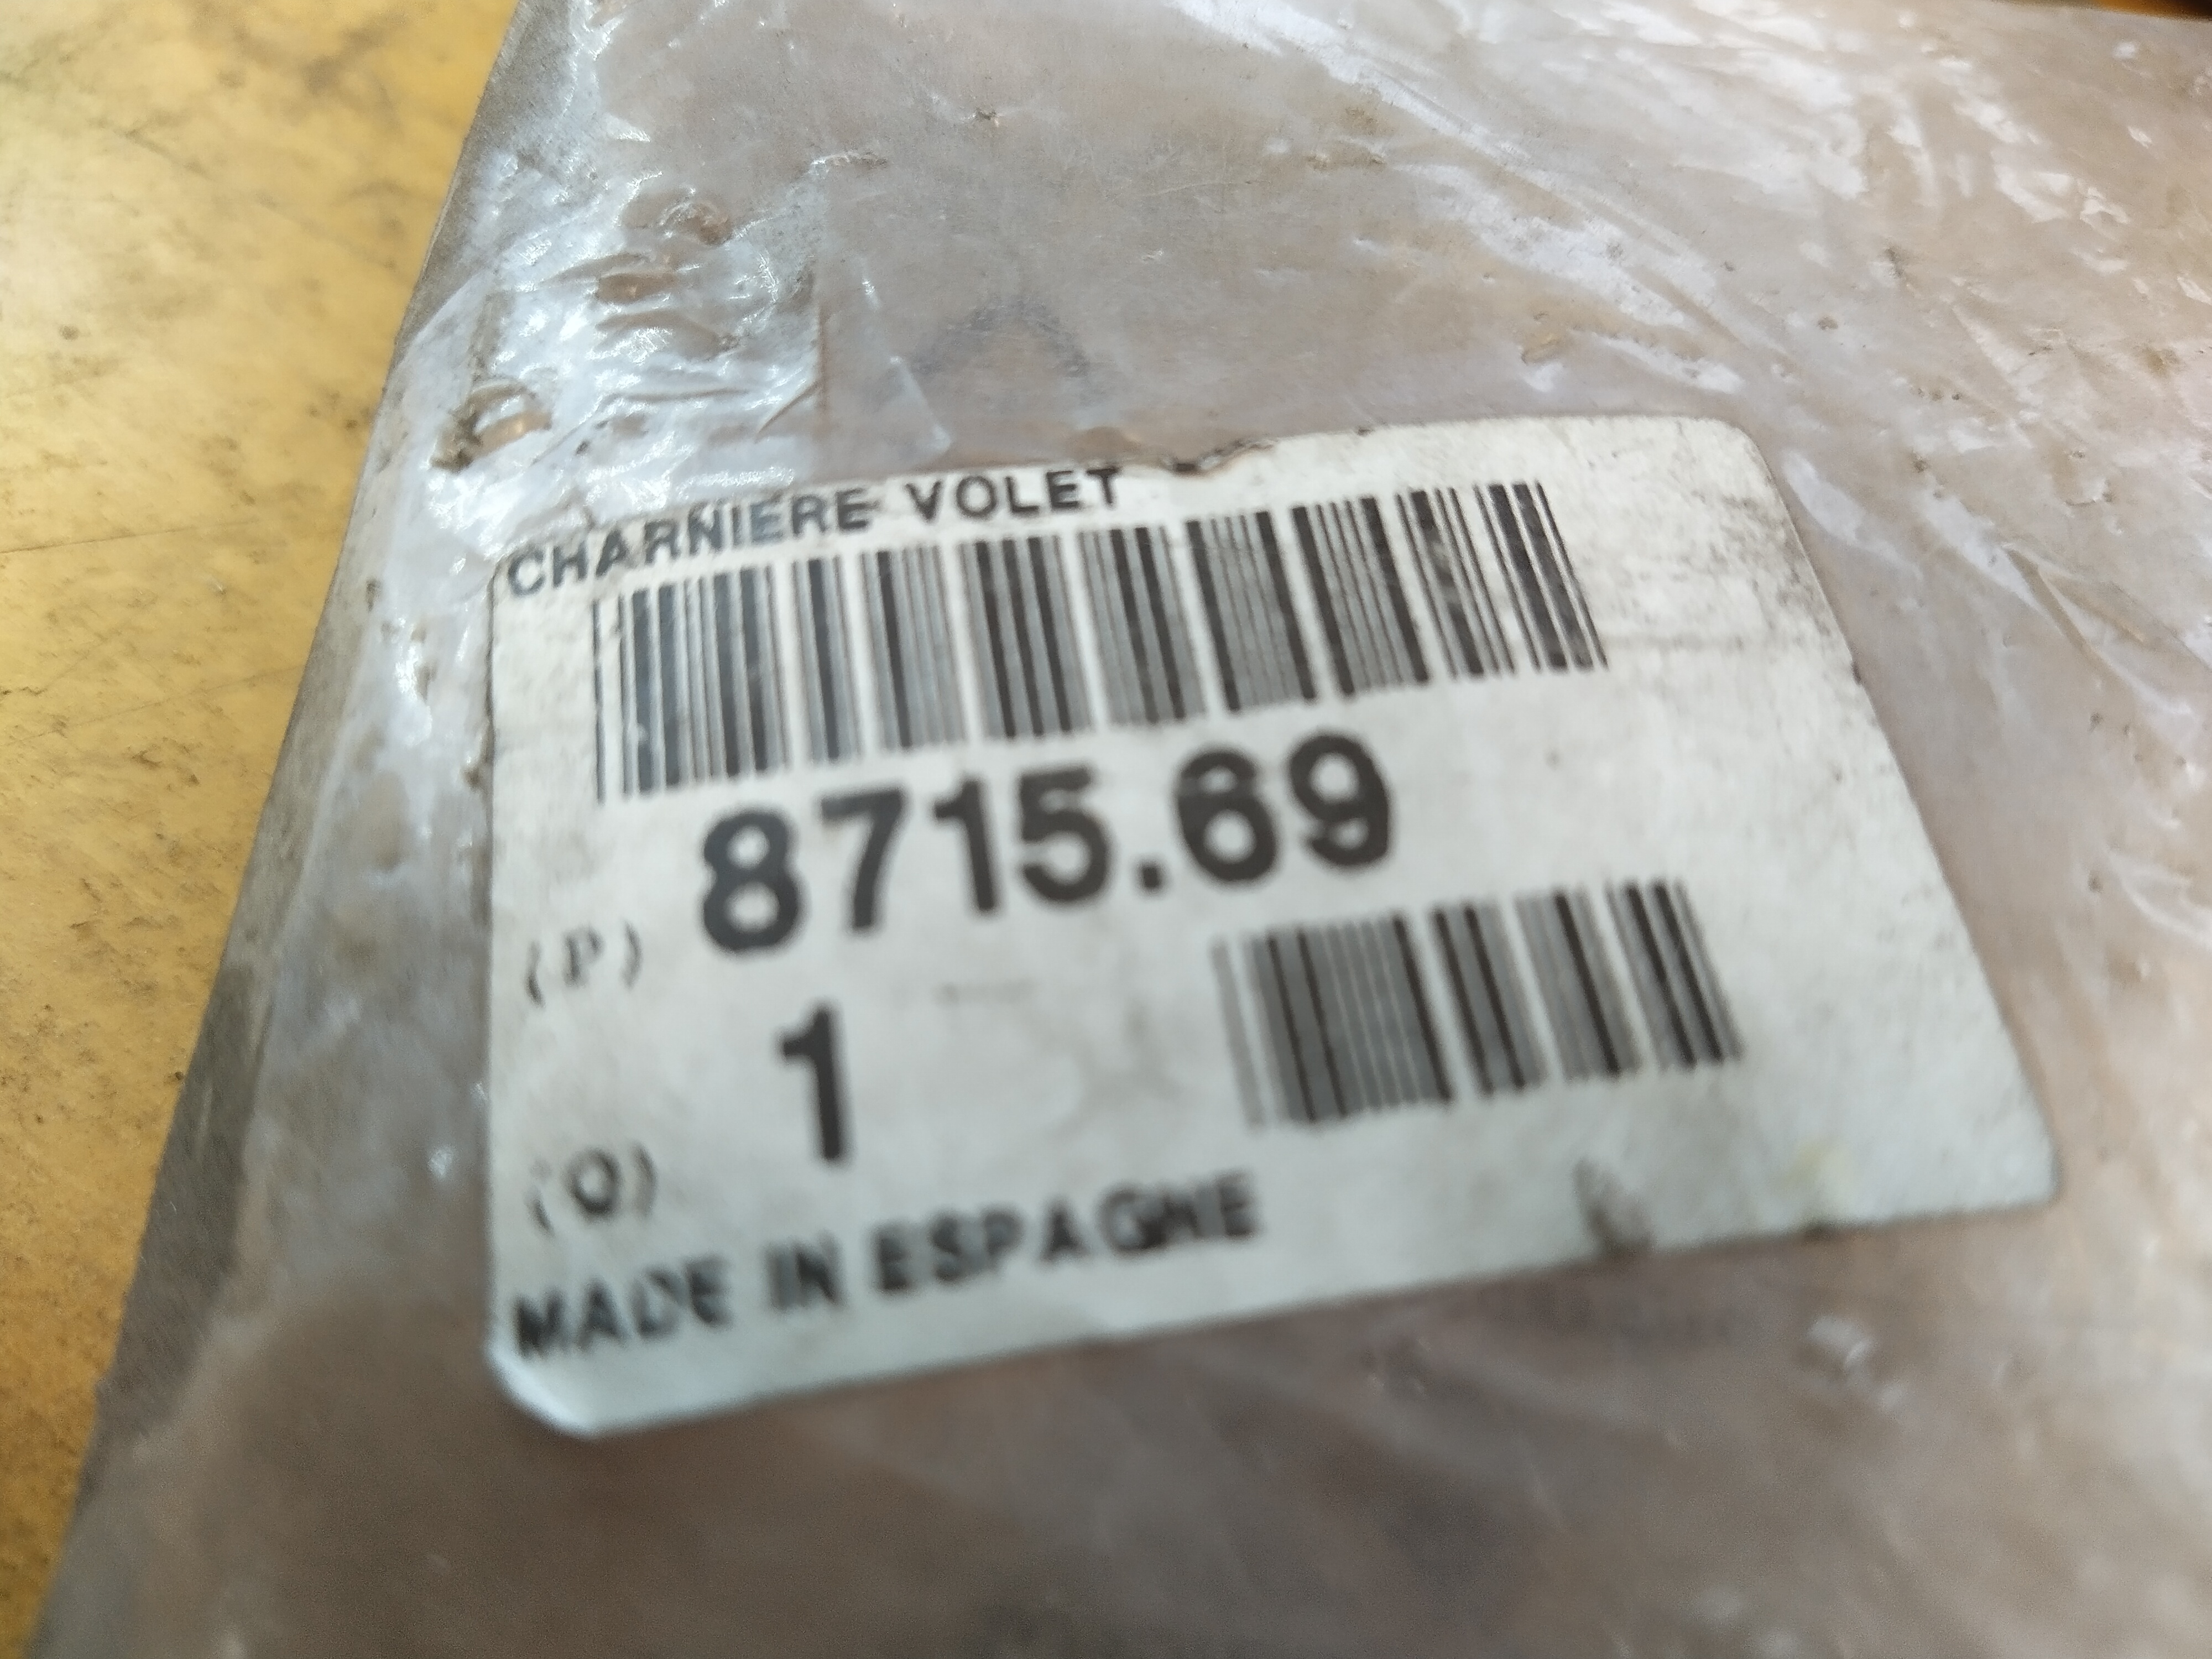 CHARNIERE VOLET
(P) 8715.69
(Q) 1
MADE IN ESPAGNE